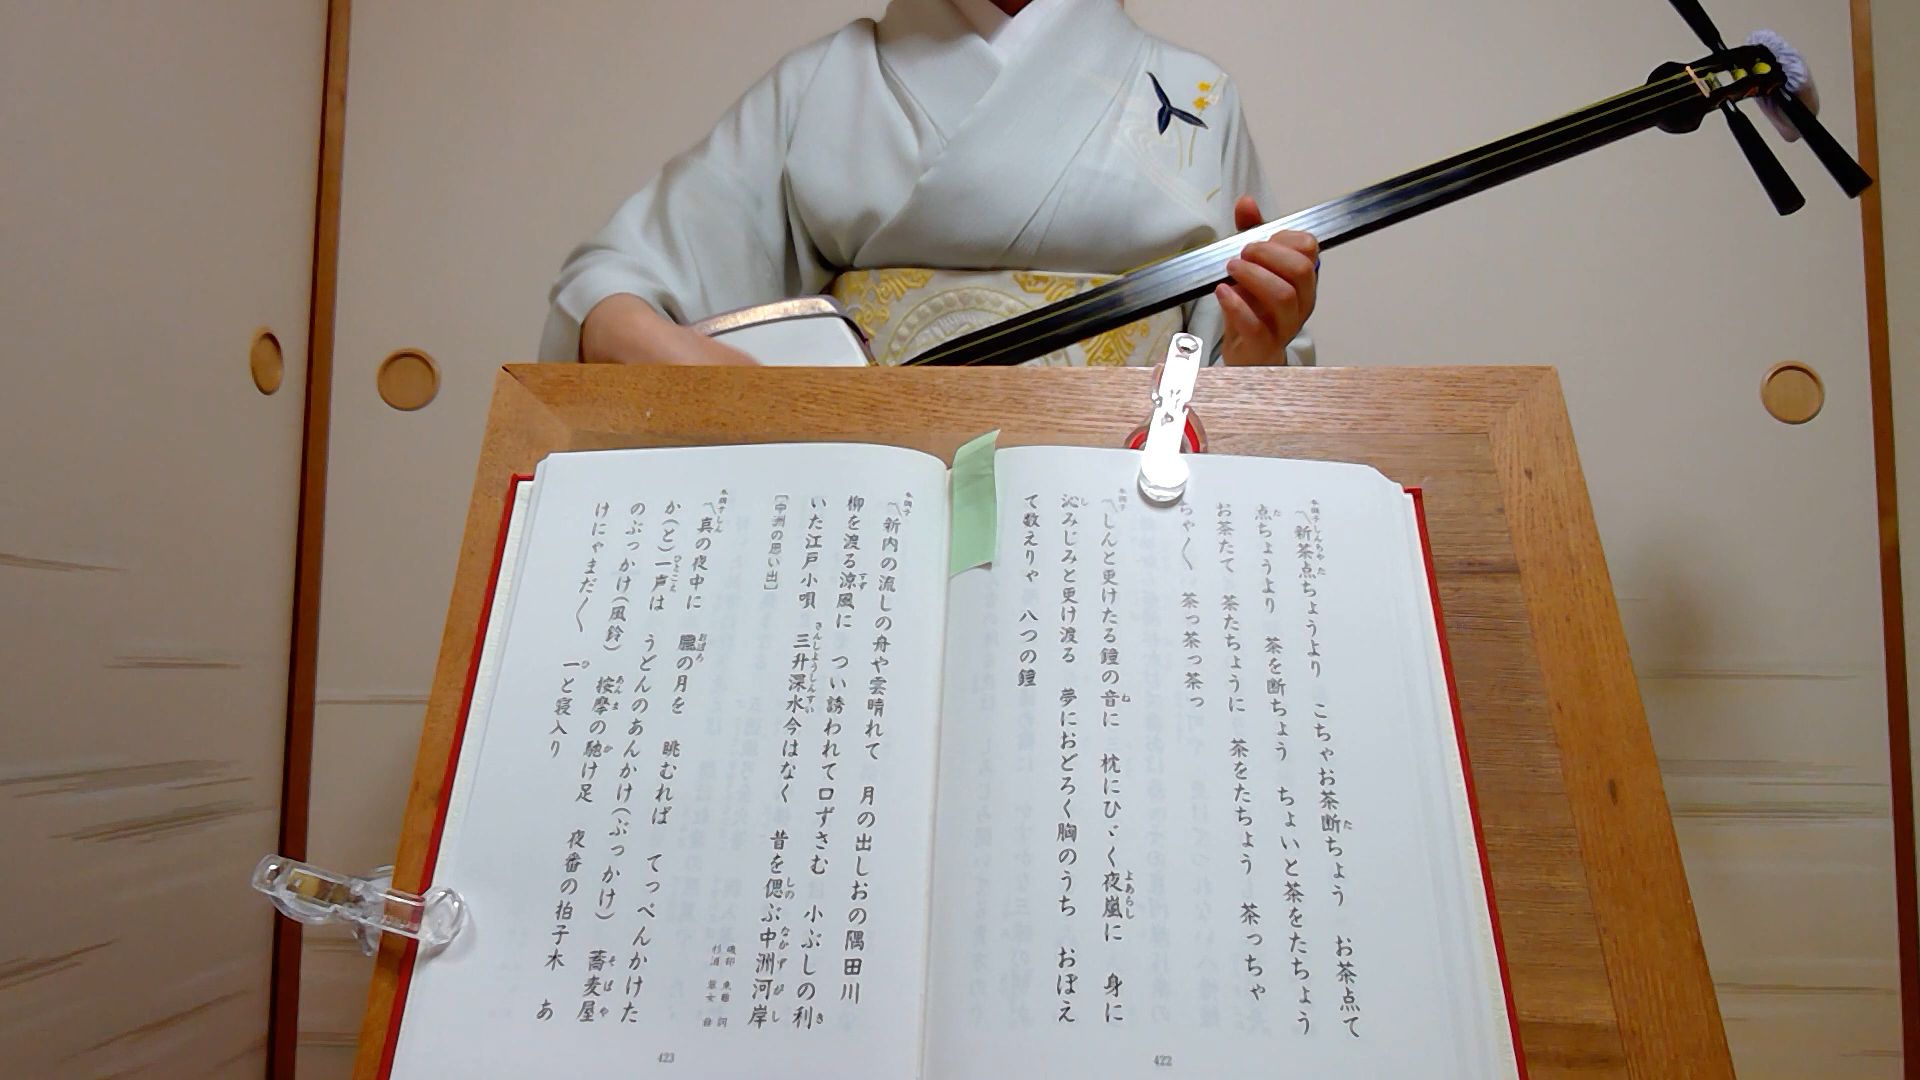 本調子
〽新茶点ちょうより こちゃお茶断ちょう お茶点て
点ちょうより 茶を断ちょう ちょいと茶をたちょう
お茶たて 茶たちょうに 茶をたちょう 茶っちゃ
ちゃ〱 茶っ茶っ茶っ
本調子
〽しんと更けたる鐘の音に 枕にひゞく夜嵐に 身に
沁みじみと更け渡る 夢におどろく胸のうち おぼえ
て数えりゃ 八つの鐘
422
本調子
〽新内の流しの舟や雲晴れて 月の出しおの隅田川
柳を渡る涼風に つい誘われて口ずさむ 小ぶしの利
いた江戸小唄 三升深水今はなく 昔を偲ぶ中洲河岸
[中洲の思い出]
本調子
〽真の夜中に 朧の月を 眺むれば てっぺんかけた
か(と)一声は うどんのあんかけ(ぶっかけ) 蕎麦屋
のぶっかけ(風鈴) 按摩の馳け足 夜番の拍子木 あ
けにゃまだ〱 一と寝入り
423